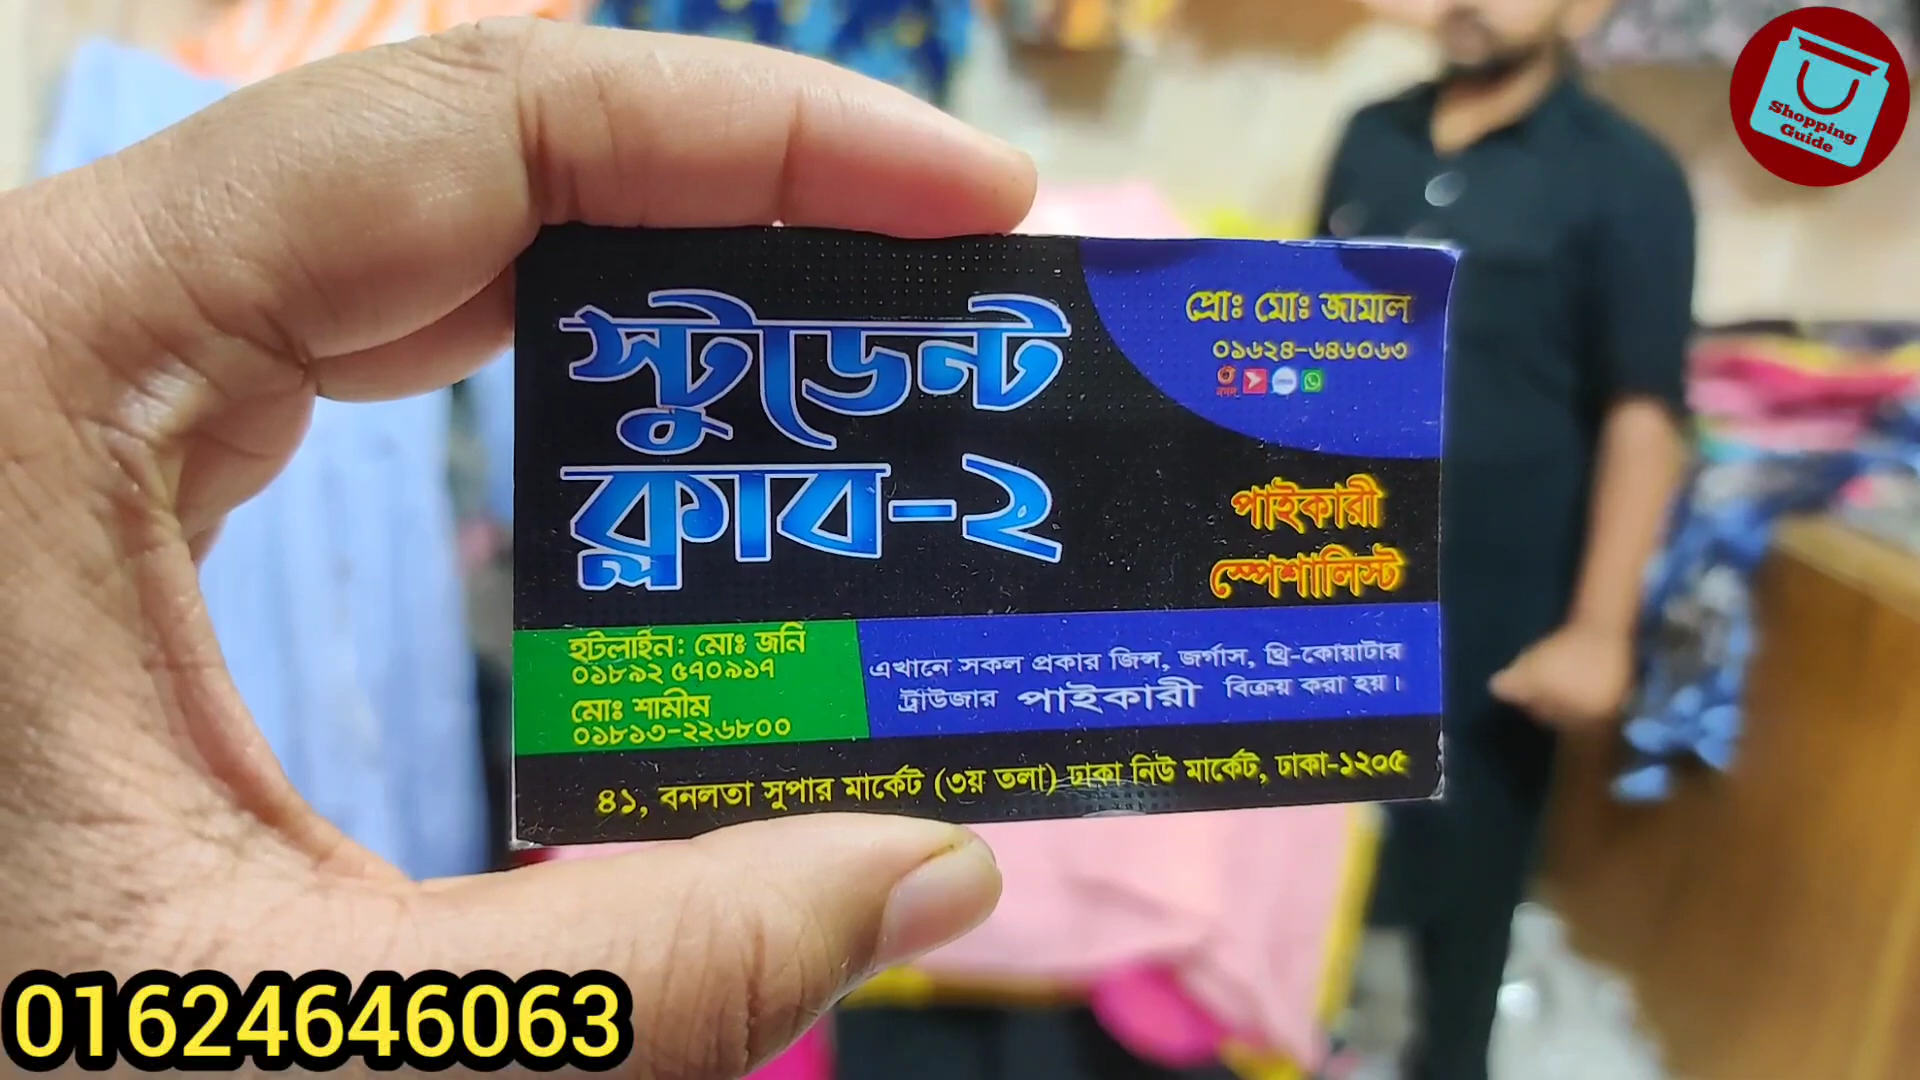 Shopping
Guide
স্টুডেন্ট
ক্লাব-২
প্রোঃ মোঃ জামাল
০১৬২৪-৬৪৬০৬৩
পাইকারী
স্পেশালিস্ট
হটলাইন: মোঃ জনি
০১৮৯২ ৫৭০৯১৭
মোঃ শামীম
০১৮১৩-২২৬৮০০
এখানে সকল প্রকার জিন্স, জর্গাস, থ্রি-কোয়াটার
ট্রাউজার পাইকারী বিক্রয় করা হয়।
৪১, বনলতা সুপার মার্কেট (৩য় তলা) ঢাকা নিউ মার্কেট, ঢাকা-১২০৫
01624646063